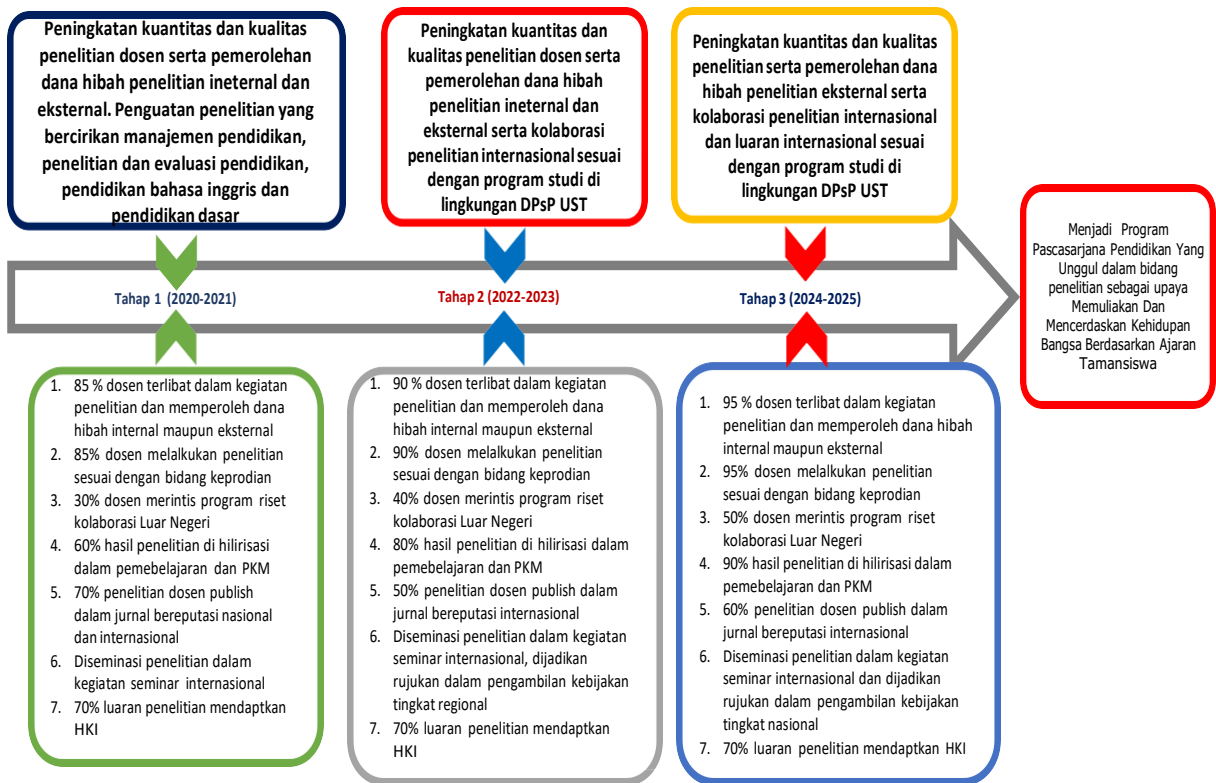 Peningkatan kuantitas dan kualitas
penelitian dosen serta pemerolehan
dana hibah penelitian ineternal dan
eksternal. Penguatan penelitian yang
bercirikan manajemen pendidikan,
penelitian dan evaluasi pendidikan,
pendidikan bahasa inggris dan
pendidikan dasar
Peningkatan kuantitas dan
kualitas penelitian dosen serta
pemerolehan dana hibah
penelitian ineternal dan
eksternal serta kolaborasi
penelitian internasional sesuai
dengan program studi di
lingkungan DPsP UST
Peningkatan kuantitas dan kualitas
penelitian serta pemerolehan dana
hibah penelitian eksternal serta
kolaborasi penelitian internasional
dan luaran internasional sesuai
dengan program studi di
lingkungan DPsP UST
Menjadi Program
Pascasarjana Pendidikan Yang
Unggul dalam bidang
penelitian sebagai upaya
Memuliakan Dan
Mencerdaskan Kehidupan
Bangsa Berdasarkan Ajaran
Tamansiswa
Tahap 1 (2020-2021)
Tahap 2 (2022-2023)
Tahap 3 (2024-2025)
1. 85 % dosen terlibat dalam kegiatan
penelitian dan memperoleh dana
hibah internal maupun eksternal
2. 85% dosen melalkukan penelitian
sesuai dengan bidang keprodian
3. 30% dosen merintis program riset
kolaborasi Luar Negeri
4. 60% hasil penelitian di hilirisasi
dalam pemebelajaran dan PKM
5. 70% penelitian dosen publish
dalam jurnal bereputasi nasional
dan internasional
6. Diseminasi penelitian dalam
kegiatan seminar internasional
7. 70% luaran penelitian mendaptkan
HKI
1. 90 % dosen terlibat dalam kegiatan
penelitian dan memperoleh dana
hibah internal maupun eksternal
2. 90% dosen melalkukan penelitian
sesuai dengan bidang keprodian
3. 40% dosen merintis program riset
kolaborasi Luar Negeri
4. 80% hasil penelitian di hilirisasi dalam
pemebelajaran dan PKM
5. 50% penelitian dosen publish dalam
jurnal bereputasi internasional
6. Diseminasi penelitian dalam kegiatan
seminar internasional, dijadikan
rujukan dalam pengambilan kebijakan
tingkat regional
7. 70% luaran penelitian mendaptkan
HKI
1. 95 % dosen terlibat dalam kegiatan
penelitian dan memperoleh dana hibah
internal maupun eksternal
2. 95% dosen melalkukan penelitian
sesuai dengan bidang keprodian
3. 50% dosen merintis program riset
kolaborasi Luar Negeri
4. 90% hasil penelitian di hilirisasi dalam
pemebelajaran dan PKM
5. 60% penelitian dosen publish dalam
jurnal bereputasi internasional
6. Diseminasi penelitian dalam kegiatan
seminar internasional dan dijadikan
rujukan dalam pengambilan kebijakan
tingkat nasional
7. 70% luaran penelitian mendaptkan HKI